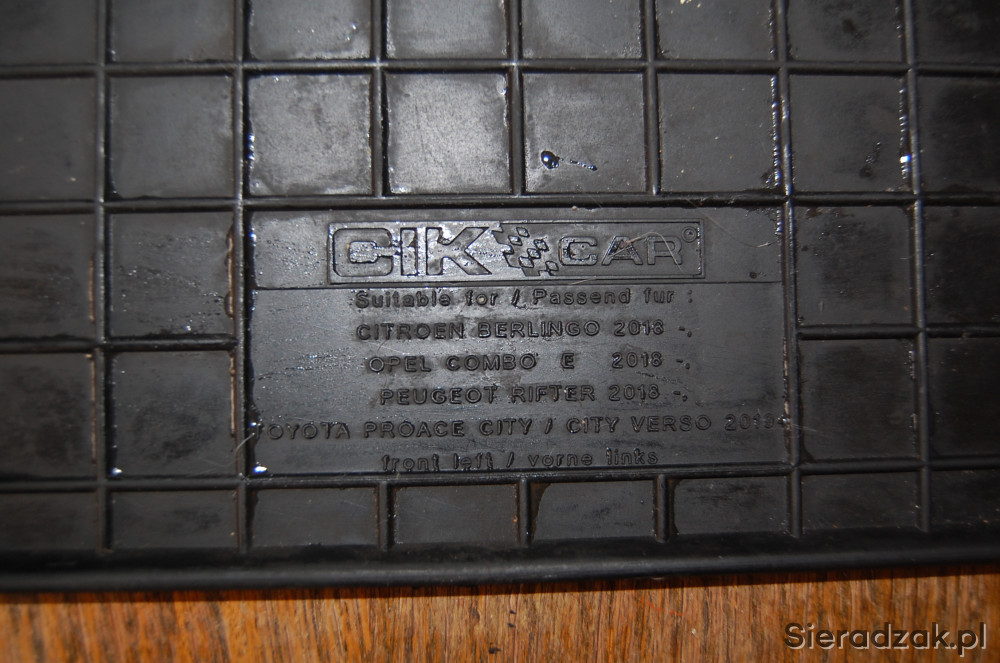 CIK CAR ©
Suitable for / Passend fur :
CITROEN BERLINGO 2018 -,
OPEL COMBO E 2018 -,
PEUGEOT RIFTER 2018 -,
TOYOTA PROACE CITY / CITY VERSO 2019-
front left / vorne links
Sieradzak.pl